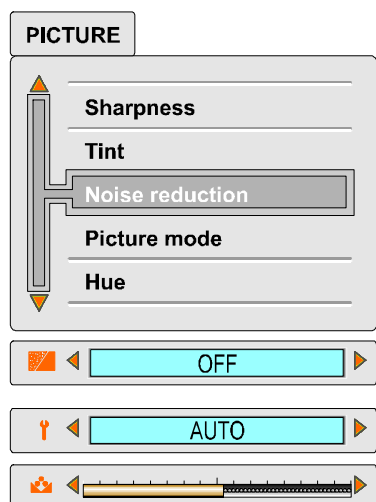 PICTURE
Sharpness
Tint
Noise reduction
Picture mode
Hue
OFF
AUTO